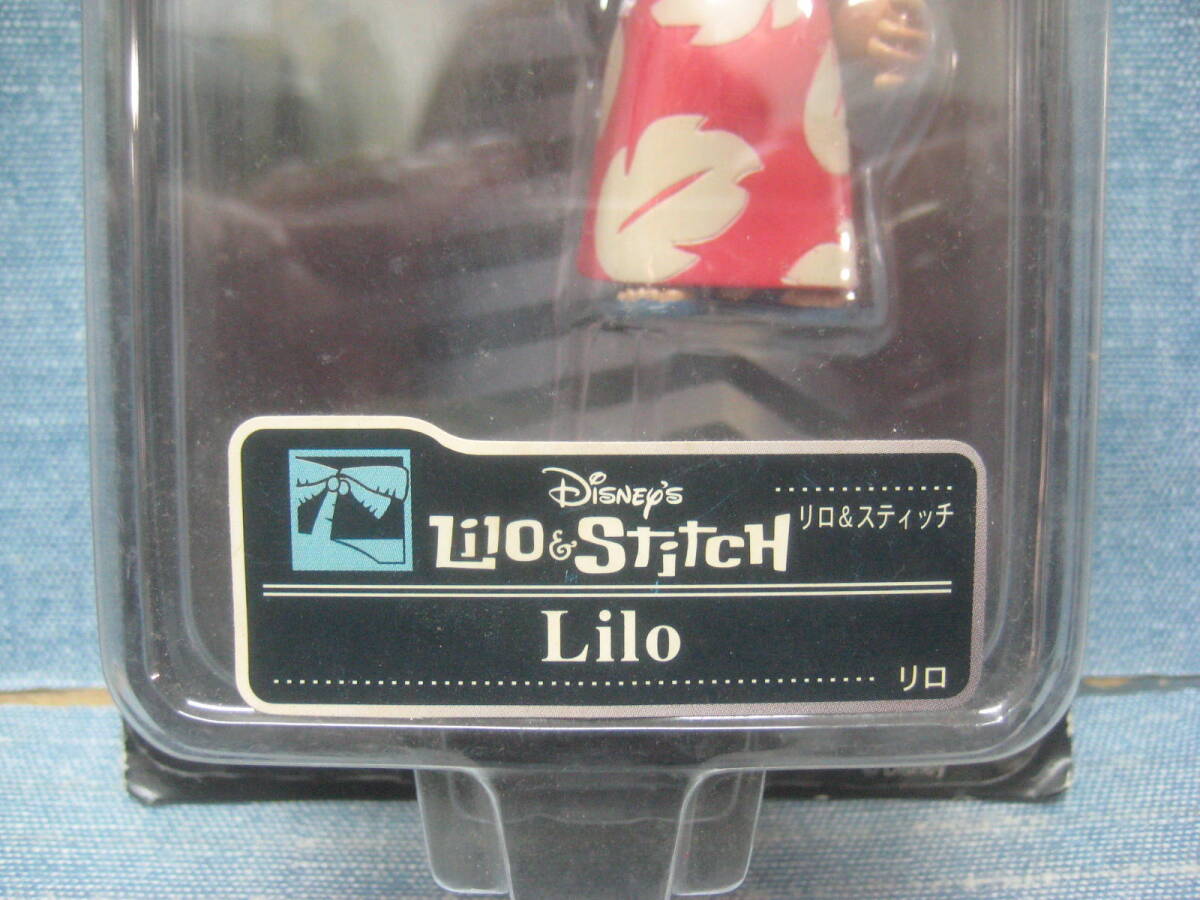 Disney's
Lilo & Stitch
リロ&スティッチ
Lilo
リロ